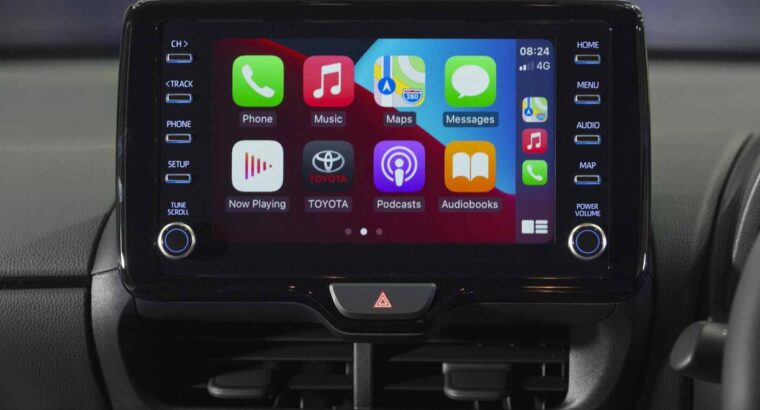 CH >
<TRACK
PHONE
SETUP
TUNE
SCROLL
08:24
4G
280
Phone
Music
Maps
Messages
TOYOTA
Now Playing
TOYOTA
Podcasts
Audiobooks
HOME
MENU
AUDIO
MAP
POWER
VOLUME